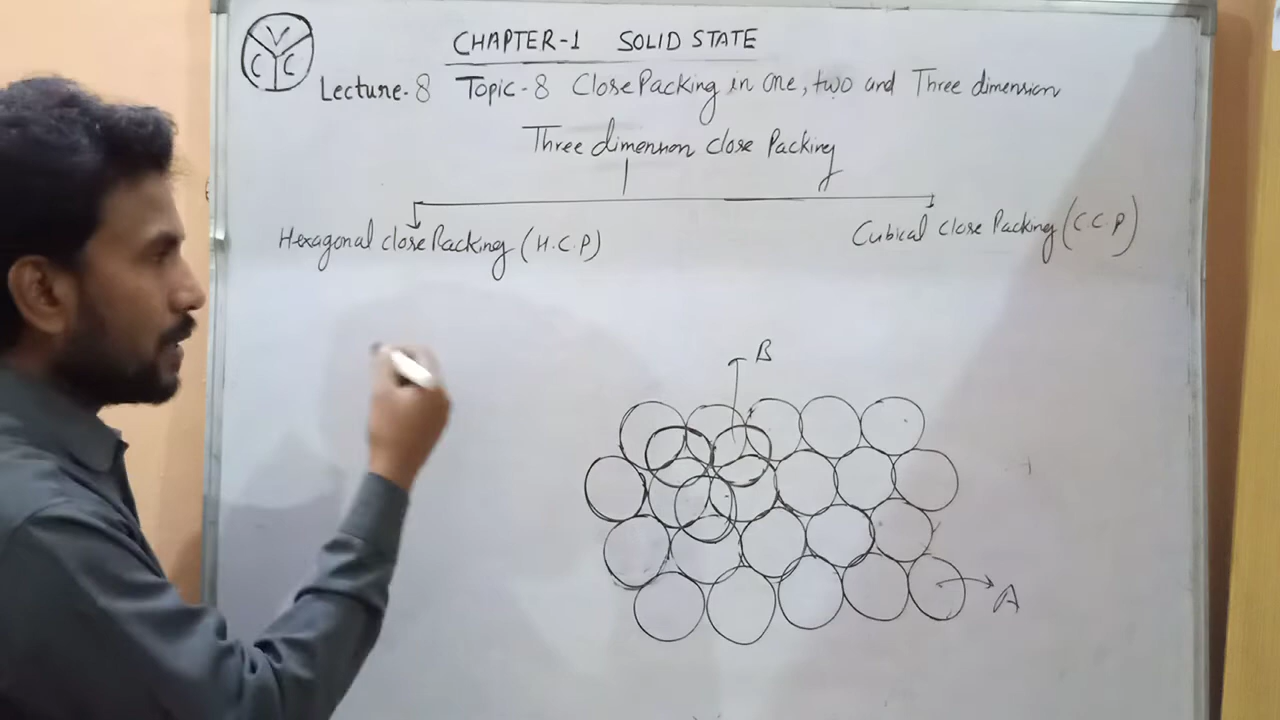 V
C C
CHAPTER-1 SOLID STATE
Lecture-8 Topic-8 Close Packing in one, two and Three dimension
Three dimension close Packing
Hexagonal close Packing (H.C.P)
Cubical close Packing (C.C.P)
B
A